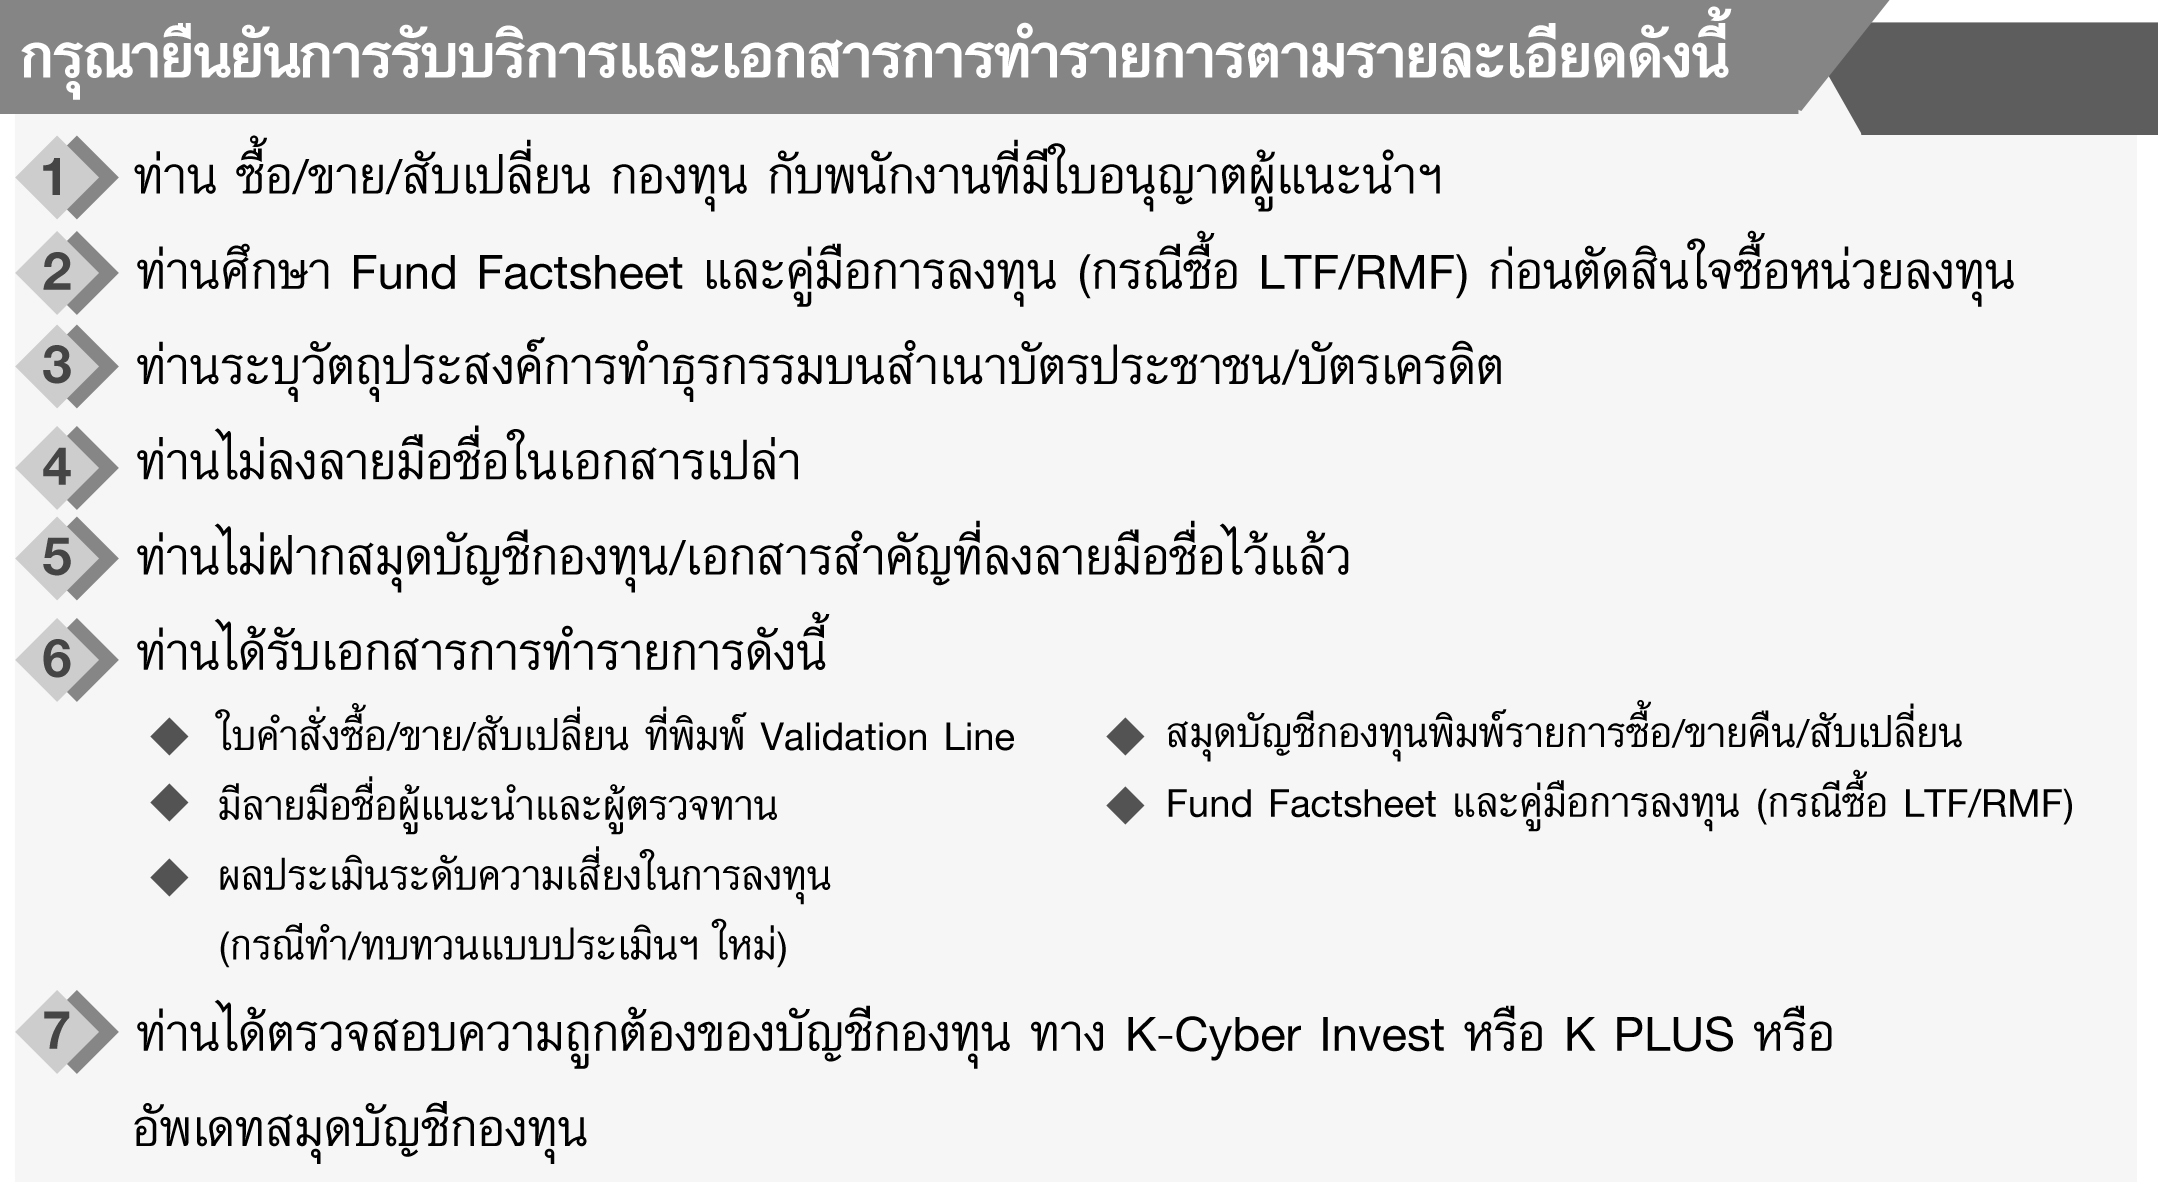 กรุณายืนยันการรับบริการและเอกสารการทำรายการตามรายละเอียดดังนี้
1 ท่าน ซื้อ/ขาย/สับเปลี่ยน กองทุน กับพนักงานที่มีใบอนุญาตผู้แนะนำฯ
2 ท่านศึกษา Fund Factsheet และคู่มือการลงทุน (กรณีซื้อ LTF/RMF) ก่อนตัดสินใจซื้อหน่วยลงทุน
3 ท่านระบุวัตถุประสงค์การทำธุรกรรมบนสำเนาบัตรประชาชน/บัตรเครดิต
4 ท่านไม่ลงลายมือชื่อในเอกสารเปล่า
5 ท่านไม่ฝากสมุดบัญชีกองทุน/เอกสารสำคัญที่ลงลายมือชื่อไว้แล้ว
6 ท่านได้รับเอกสารการทำรายการดังนี้
◆ ใบคำสั่งซื้อ/ขาย/สับเปลี่ยน ที่พิมพ์ Validation Line
◆ มีลายมือชื่อผู้แนะนำและผู้ตรวจทาน
◆ ผลประเมินระดับความเสี่ยงในการลงทุน
(กรณีทำ/ทบทวนแบบประเมินฯ ใหม่)
◆ สมุดบัญชีกองทุนพิมพ์รายการซื้อ/ขายคืน/สับเปลี่ยน
◆ Fund Factsheet และคู่มือการลงทุน (กรณีซื้อ LTF/RMF)
7 ท่านได้ตรวจสอบความถูกต้องของบัญชีกองทุน ทาง K-Cyber Invest หรือ K PLUS หรือ
อัพเดทสมุดบัญชีกองทุน